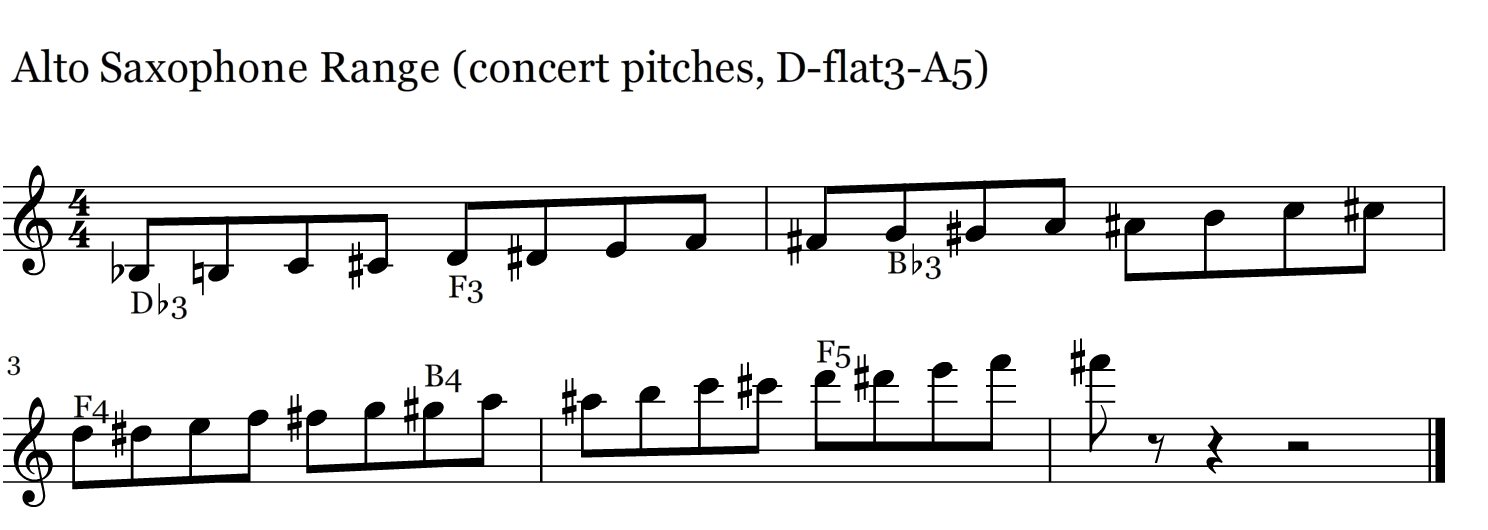 Alto Saxophone Range (concert pitches, D-flat3-A5)
4
4
D♭3 F3 B♭3
3
F4 B4 F5